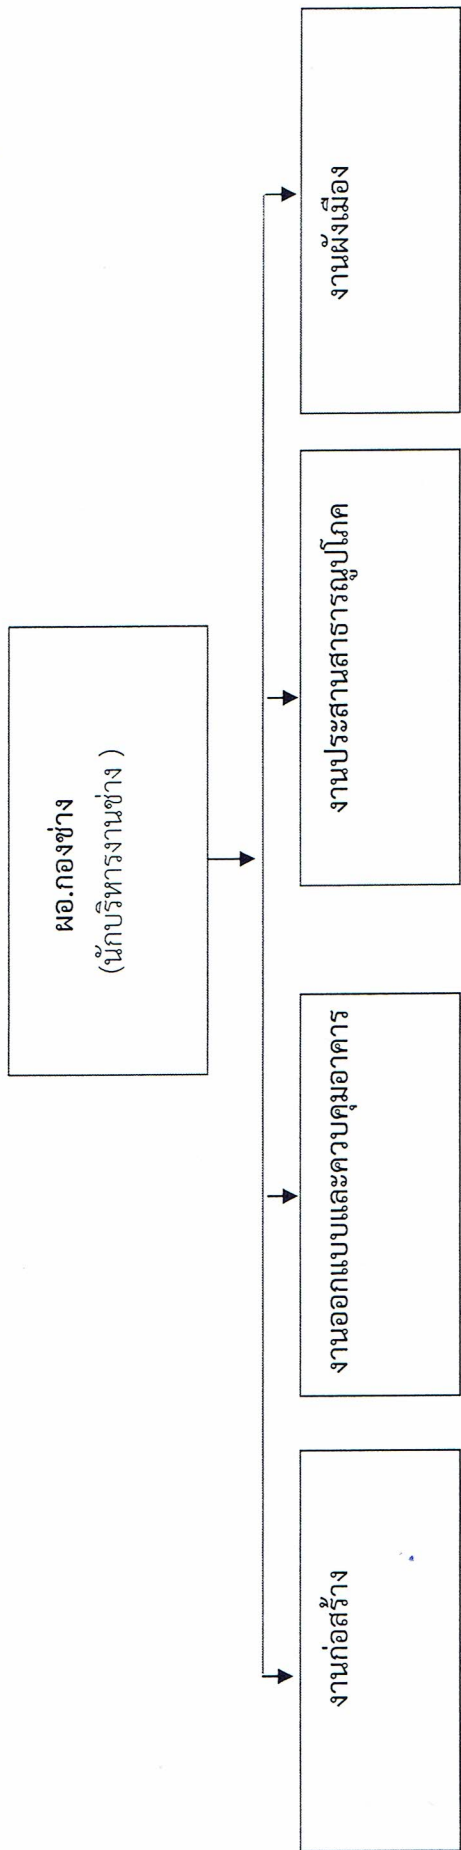 ผอ.กองช่าง
(นักบริหารงานช่าง )
งานก่อสร้าง
งานออกแบบและควบคุมอาคาร
งานประสานสาธารณูปโภค
งานผังเมือง